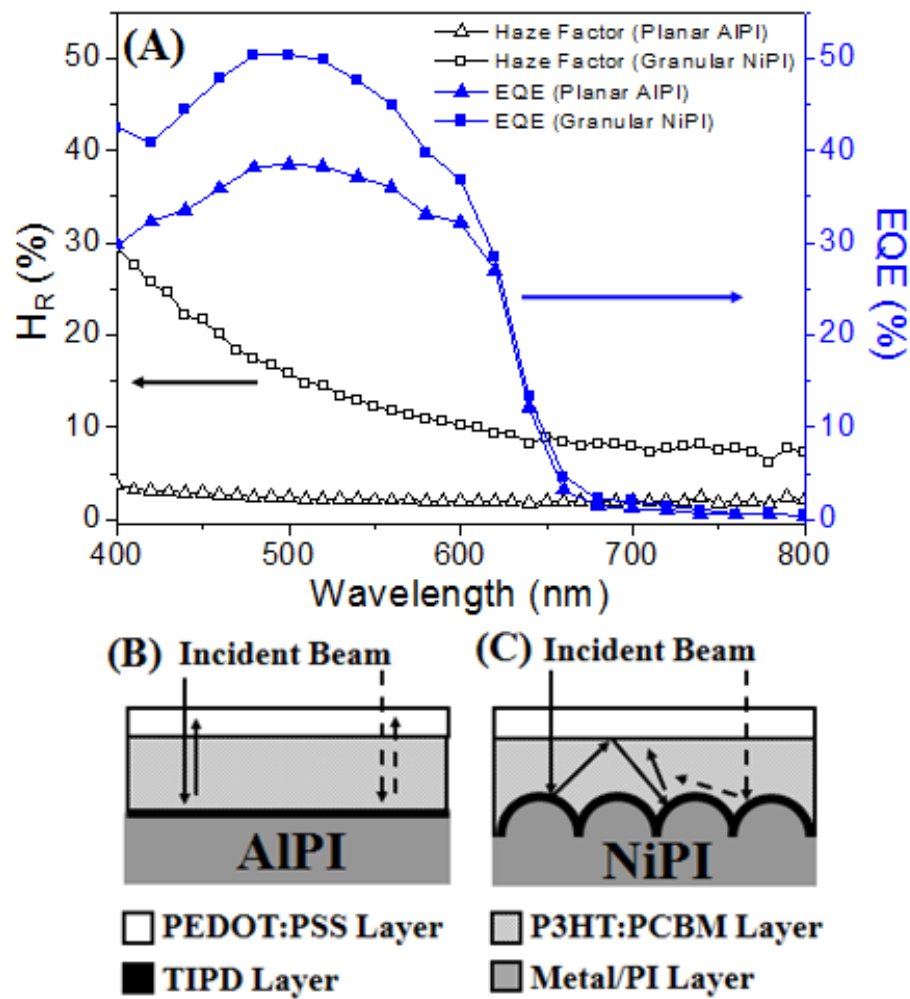 (A)
Haze Factor (Planar AlPI)
Haze Factor (Granular NiPI)
EQE (Planar AlPI)
EQE (Granular NiPI)
50
40
30
20
10
0
H_R (%)
50
40
30
20
10
0
EQE (%)
400 500 600 700 800
Wavelength (nm)
(B) Incident Beam
(C) Incident Beam
AlPI
NiPI
PEDOT:PSS Layer
P3HT:PCBM Layer
TIPD Layer
Metal/PI Layer